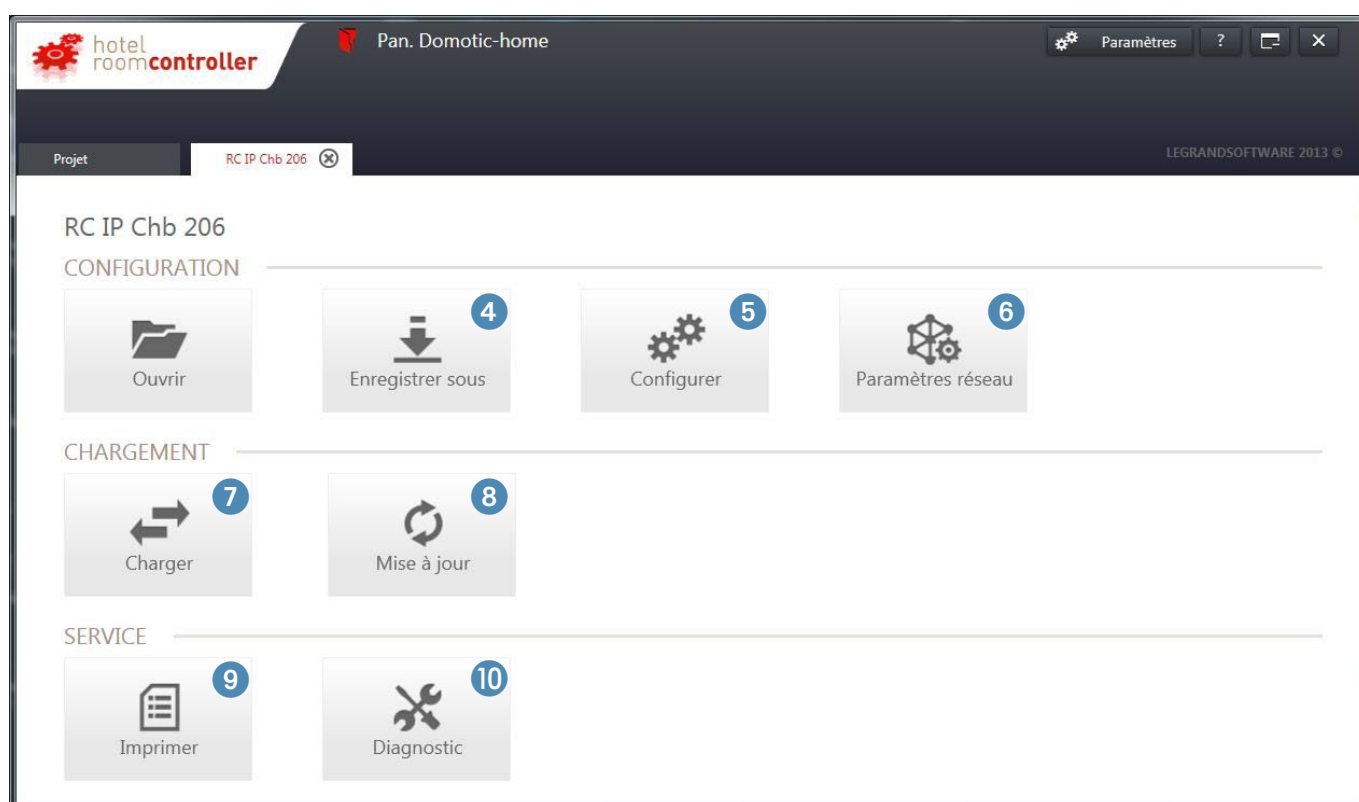 hotel
roomcontroller
Pan. Domotic-home
Paramètres ?
Projet
RC IP Chb 206
LEGRANDSOFTWARE 2013 ©
RC IP Chb 206
CONFIGURATION
4 5 6
Ouvrir Enregistrer sous Configurer Paramètres réseau
CHARGEMENT
7 8
Charger Mise à jour
SERVICE
9 10
Imprimer Diagnostic